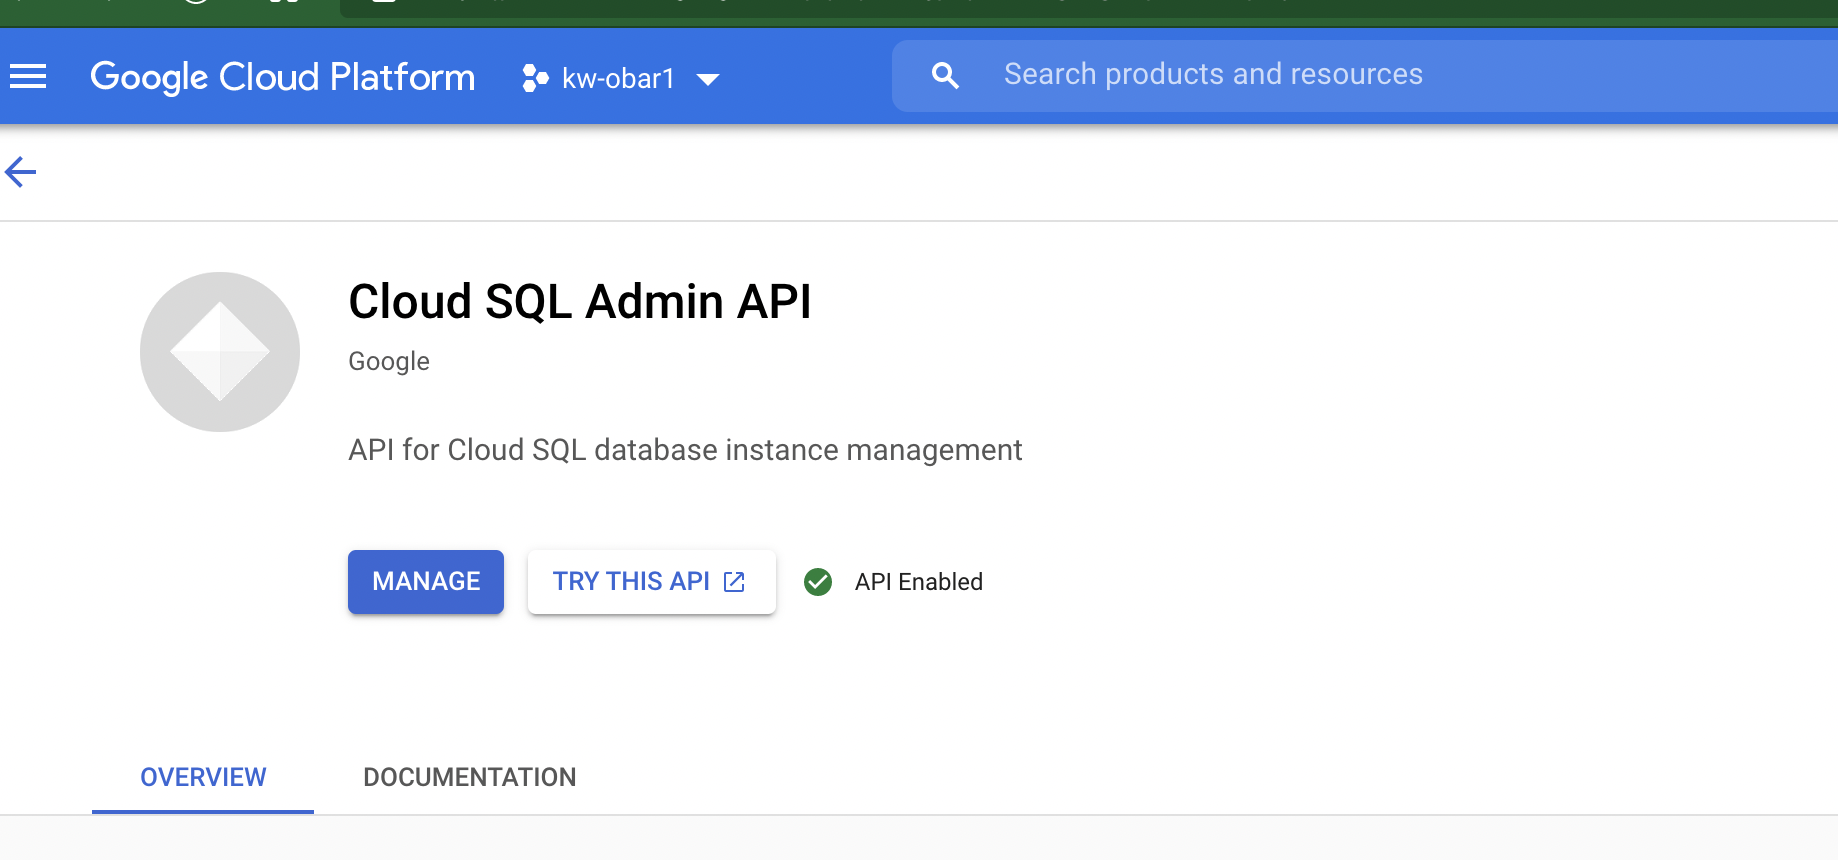 Google Cloud Platform
kw-obar1
Search products and resources
Cloud SQL Admin API
Google
API for Cloud SQL database instance management
MANAGE
TRY THIS API
API Enabled
OVERVIEW
DOCUMENTATION